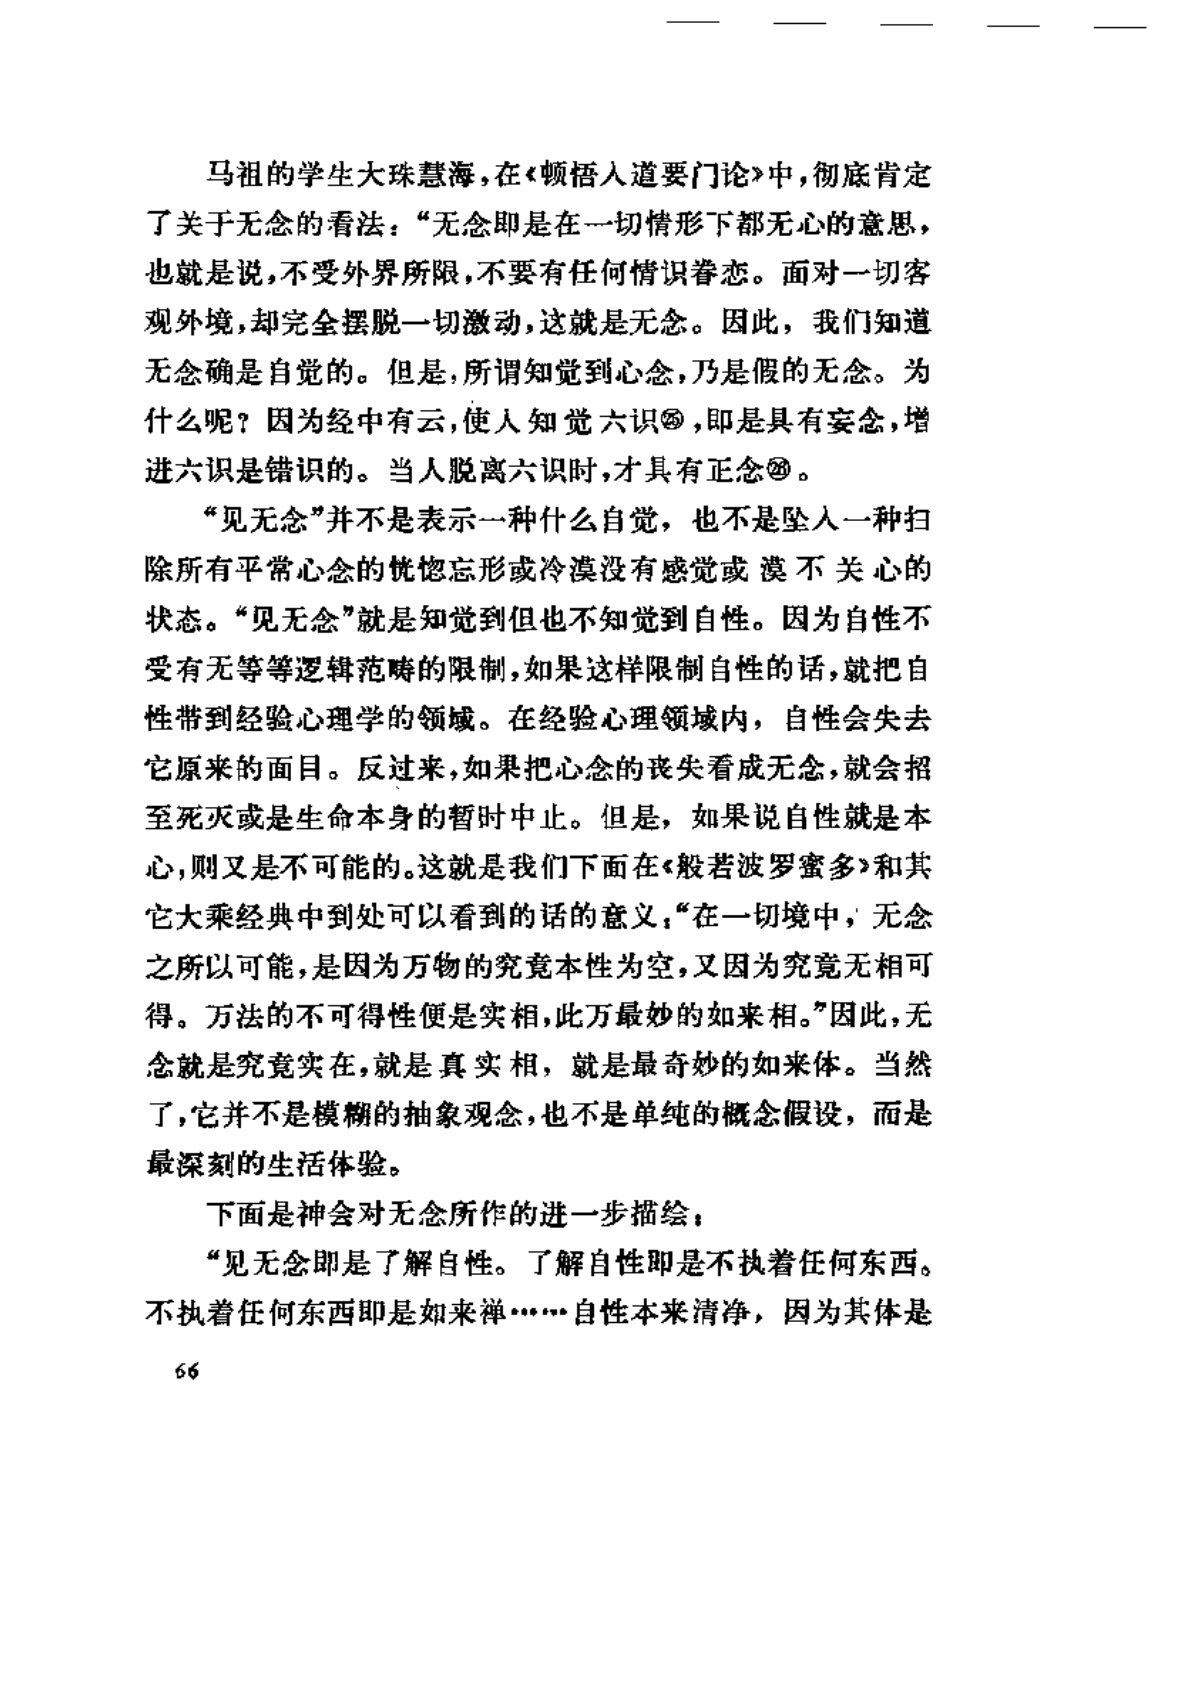 马祖的学生大珠慧海，在《顿悟入道要门论》中，彻底肯定
了关于无念的看法：“无念即是在一切情形下都无心的意思，
也就是说，不受外界所限，不要有任何情识眷恋。面对一切客
观外境，却完全摆脱一切激动，这就是无念。因此，我们知道
无念确是自觉的。但是，所谓知觉到心念，乃是假的无念。为
什么呢？因为经中有云，使人知觉六识㉕，即是具有妄念，增
进六识是错识的。当人脱离六识时，才具有正念㉖。
“见无念”并不是表示一种什么自觉，也不是坠入一种扫
除所有平常心念的恍惚忘形或冷漠没有感觉或漠不关心的
状态。“见无念”就是知觉到但也不知觉到自性。因为自性不
受有无等等逻辑范畴的限制，如果这样限制自性的话，就把自
性带到经验心理学的领域。在经验心理领域内，自性会失去
它原来的面目。反过来，如果把心念的丧失看成无念，就会招
至死灭或是生命本身的暂时中止。但是，如果说自性就是本
心，则又是不可能的。这就是我们下面在《般若波罗蜜多》和其
它大乘经典中到处可以看到的话的意义：“在一切境中，无念
之所以可能，是因为万物的究竟本性为空，又因为究竟无相可
得。万法的不可得性便是实相，此万最妙的如来相。”因此，无
念就是究竟实在，就是真实相，就是最奇妙的如来体。当然
了，它并不是模糊的抽象观念，也不是单纯的概念假设，而是
最深刻的生活体验。
下面是神会对无念所作的进一步描绘：
“见无念即是了解自性。了解自性即是不执着任何东西。
不执着任何东西即是如来禅……自性本来清净，因为其体是
66